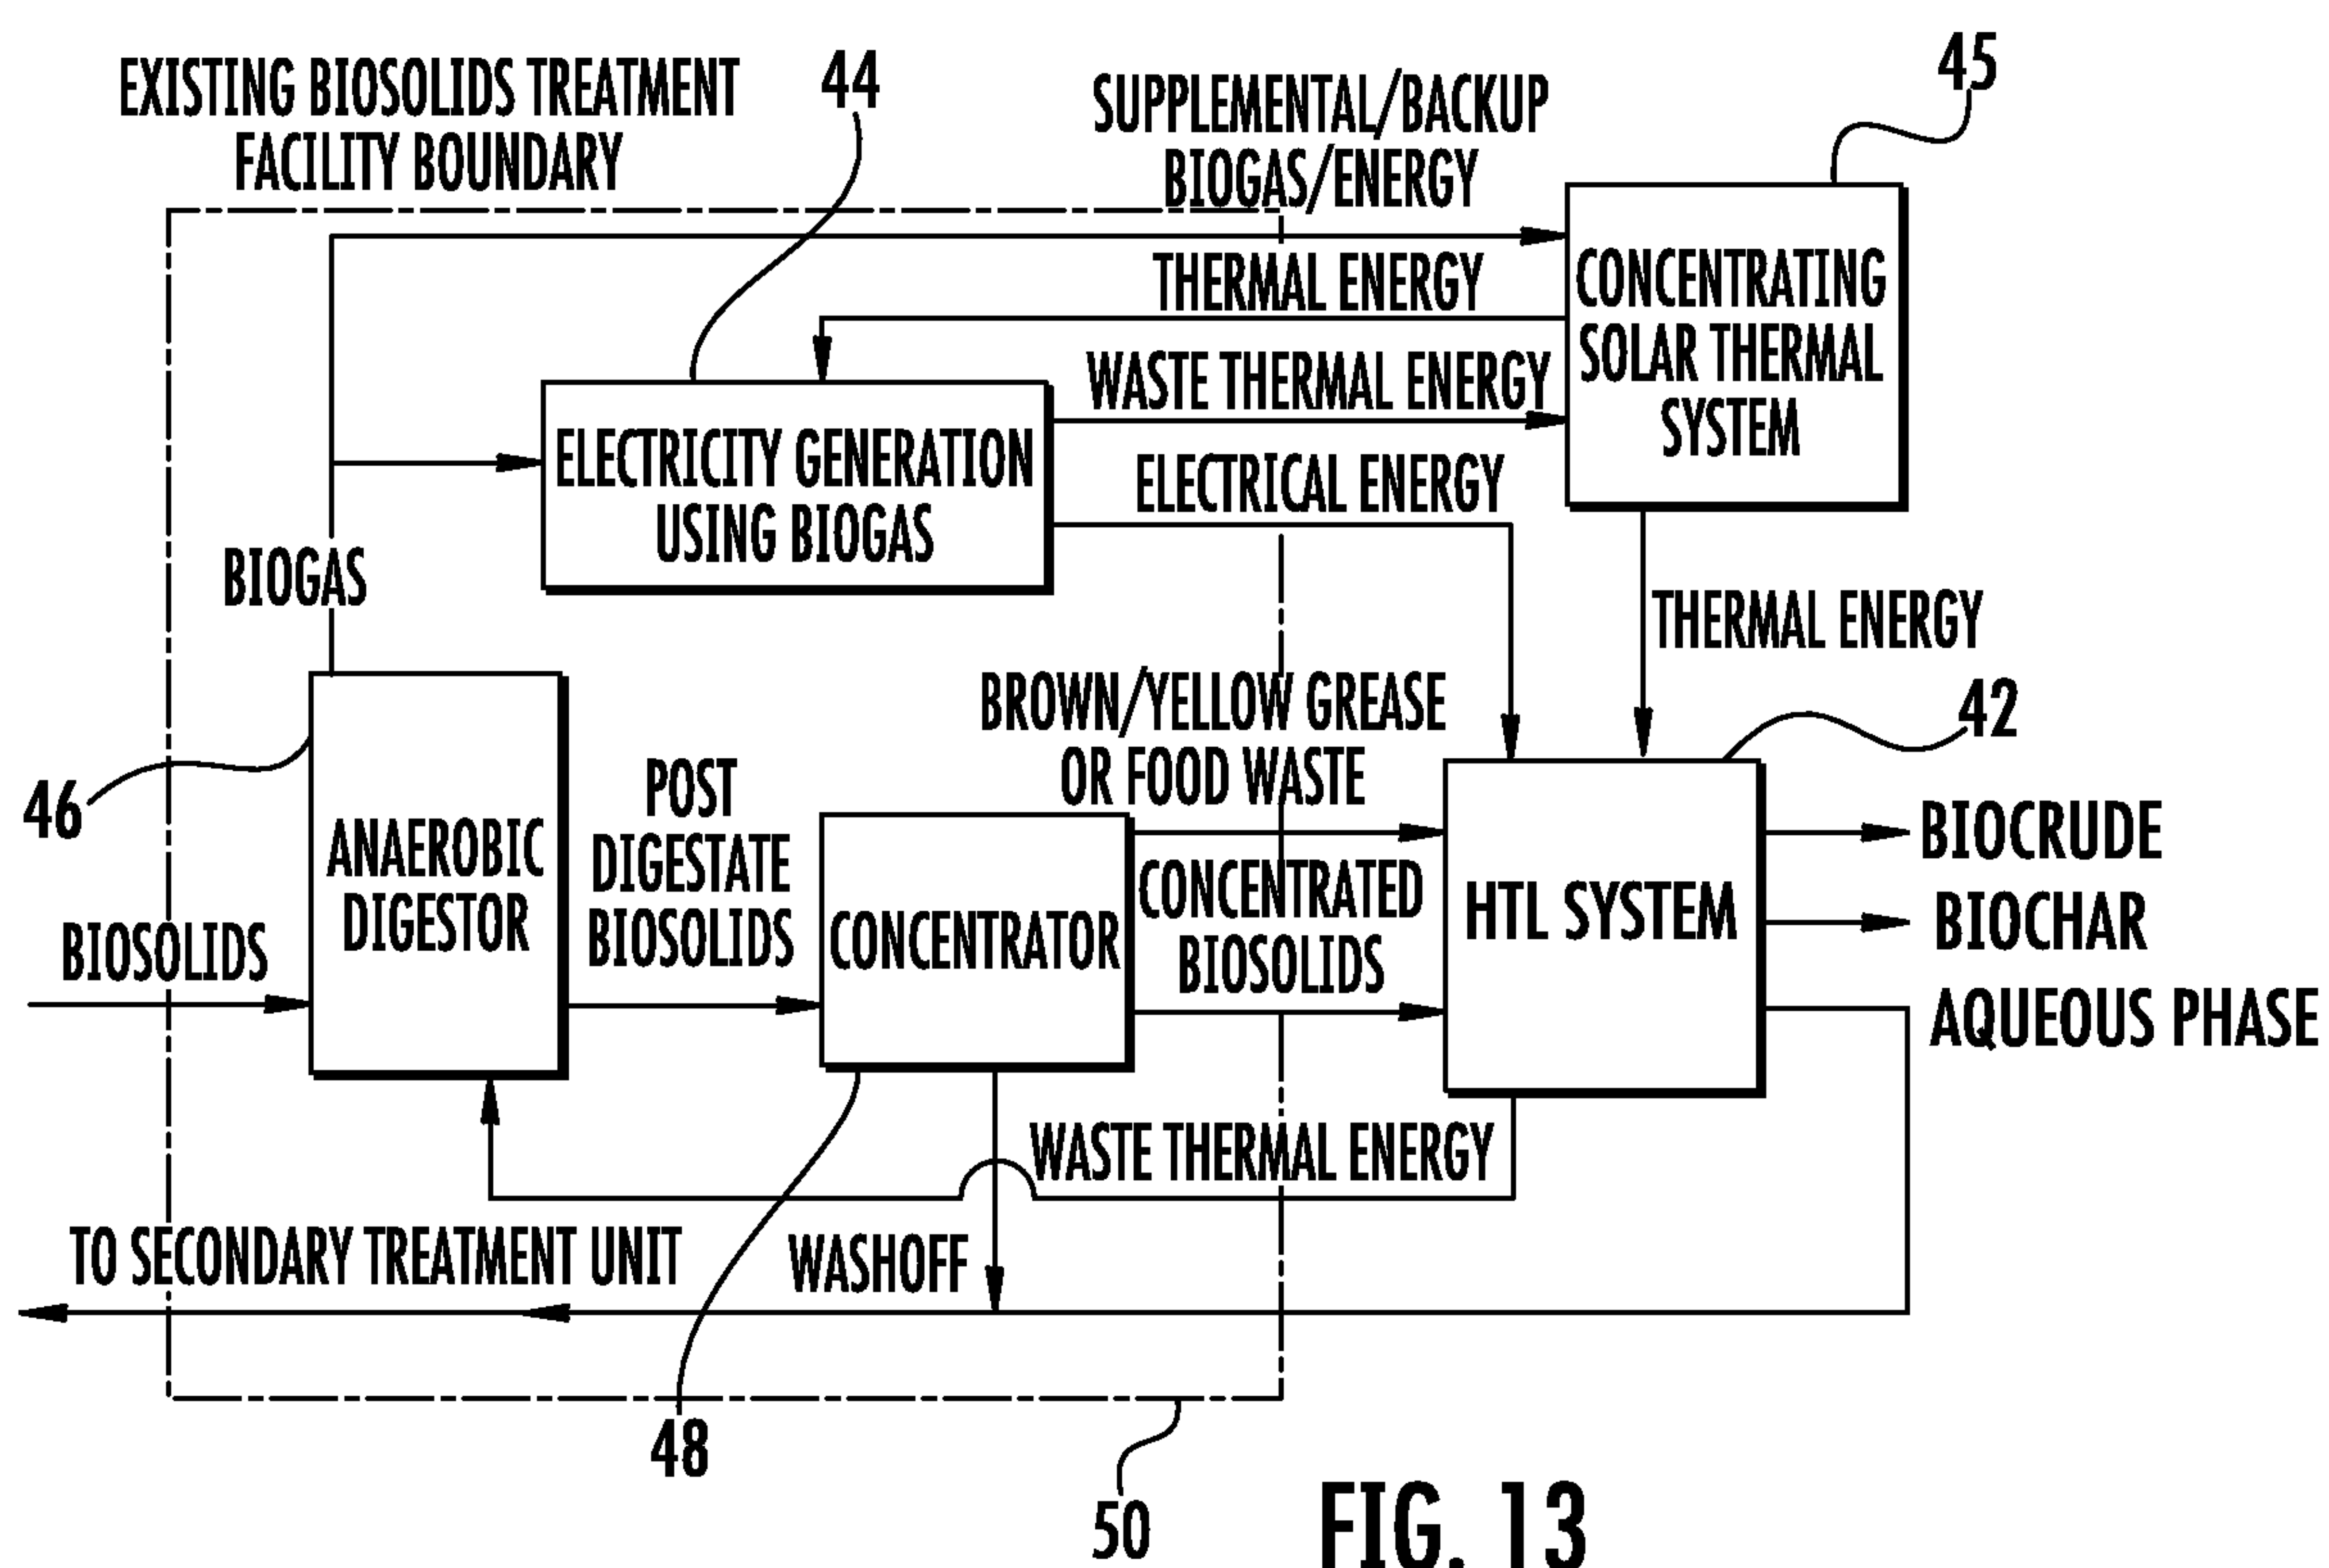 EXISTING BIOSOLIDS TREATMENT
FACILITY BOUNDARY
44
SUPPLEMENTAL/BACKUP
BIOGAS/ENERGY
45
THERMAL ENERGY
CONCENTRATING
SOLAR THERMAL
SYSTEM
WASTE THERMAL ENERGY
ELECTRICITY GENERATION
USING BIOGAS
ELECTRICAL ENERGY
BIOGAS
THERMAL ENERGY
42
BROWN/YELLOW GREASE
OR FOOD WASTE
46
ANAEROBIC
DIGESTOR
POST
DIGESTATE
BIOSOLIDS
CONCENTRATOR
CONCENTRATED
BIOSOLIDS
HTL SYSTEM
BIOCRUDE
BIOCHAR
AQUEOUS PHASE
BIOSOLIDS
WASTE THERMAL ENERGY
TO SECONDARY TREATMENT UNIT
WASHOFF
48
50
FIG. 13